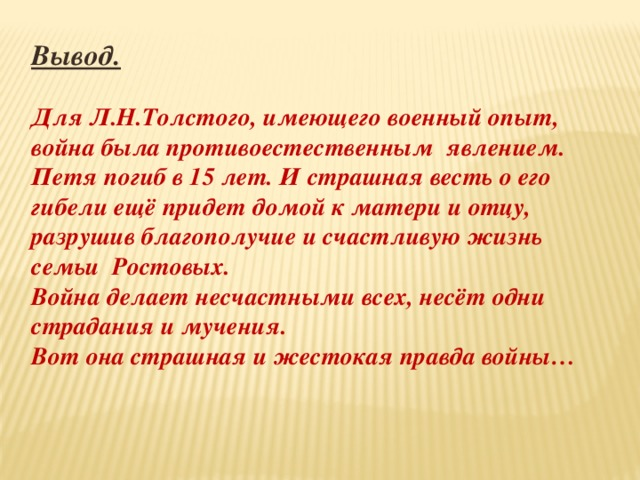 Вывод.
Для Л.Н.Толстого, имеющего военный опыт,
война была противоестественным  явлением.
Петя погиб в 15 лет. И страшная весть о его
гибели ещё придет домой к матери и отцу,
разрушив благополучие и счастливую жизнь
семьи  Ростовых.
Война делает несчастными всех, несёт одни
страдания и мучения.
Вот она страшная и жестокая правда войны…